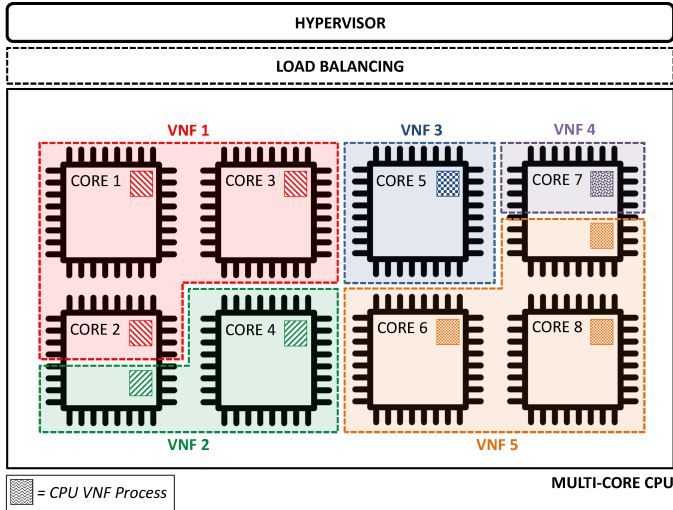 HYPERVISOR
LOAD BALANCING
VNF 1
VNF 3
VNF 4
CORE 1
CORE 3
CORE 5
CORE 7
CORE 2
CORE 4
CORE 6
CORE 8
VNF 2
VNF 5
MULTI-CORE CPU
= CPU VNF Process